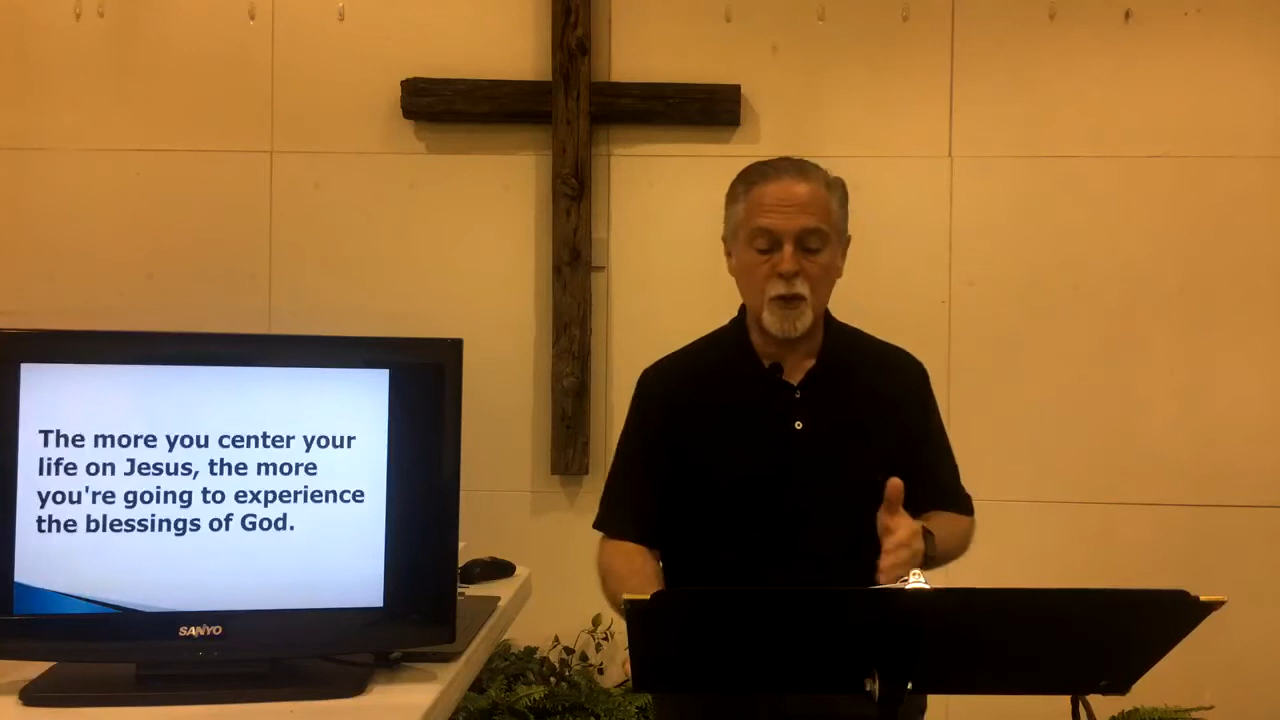 The more you center your
life on Jesus, the more
you're going to experience
the blessings of God.
SANYO